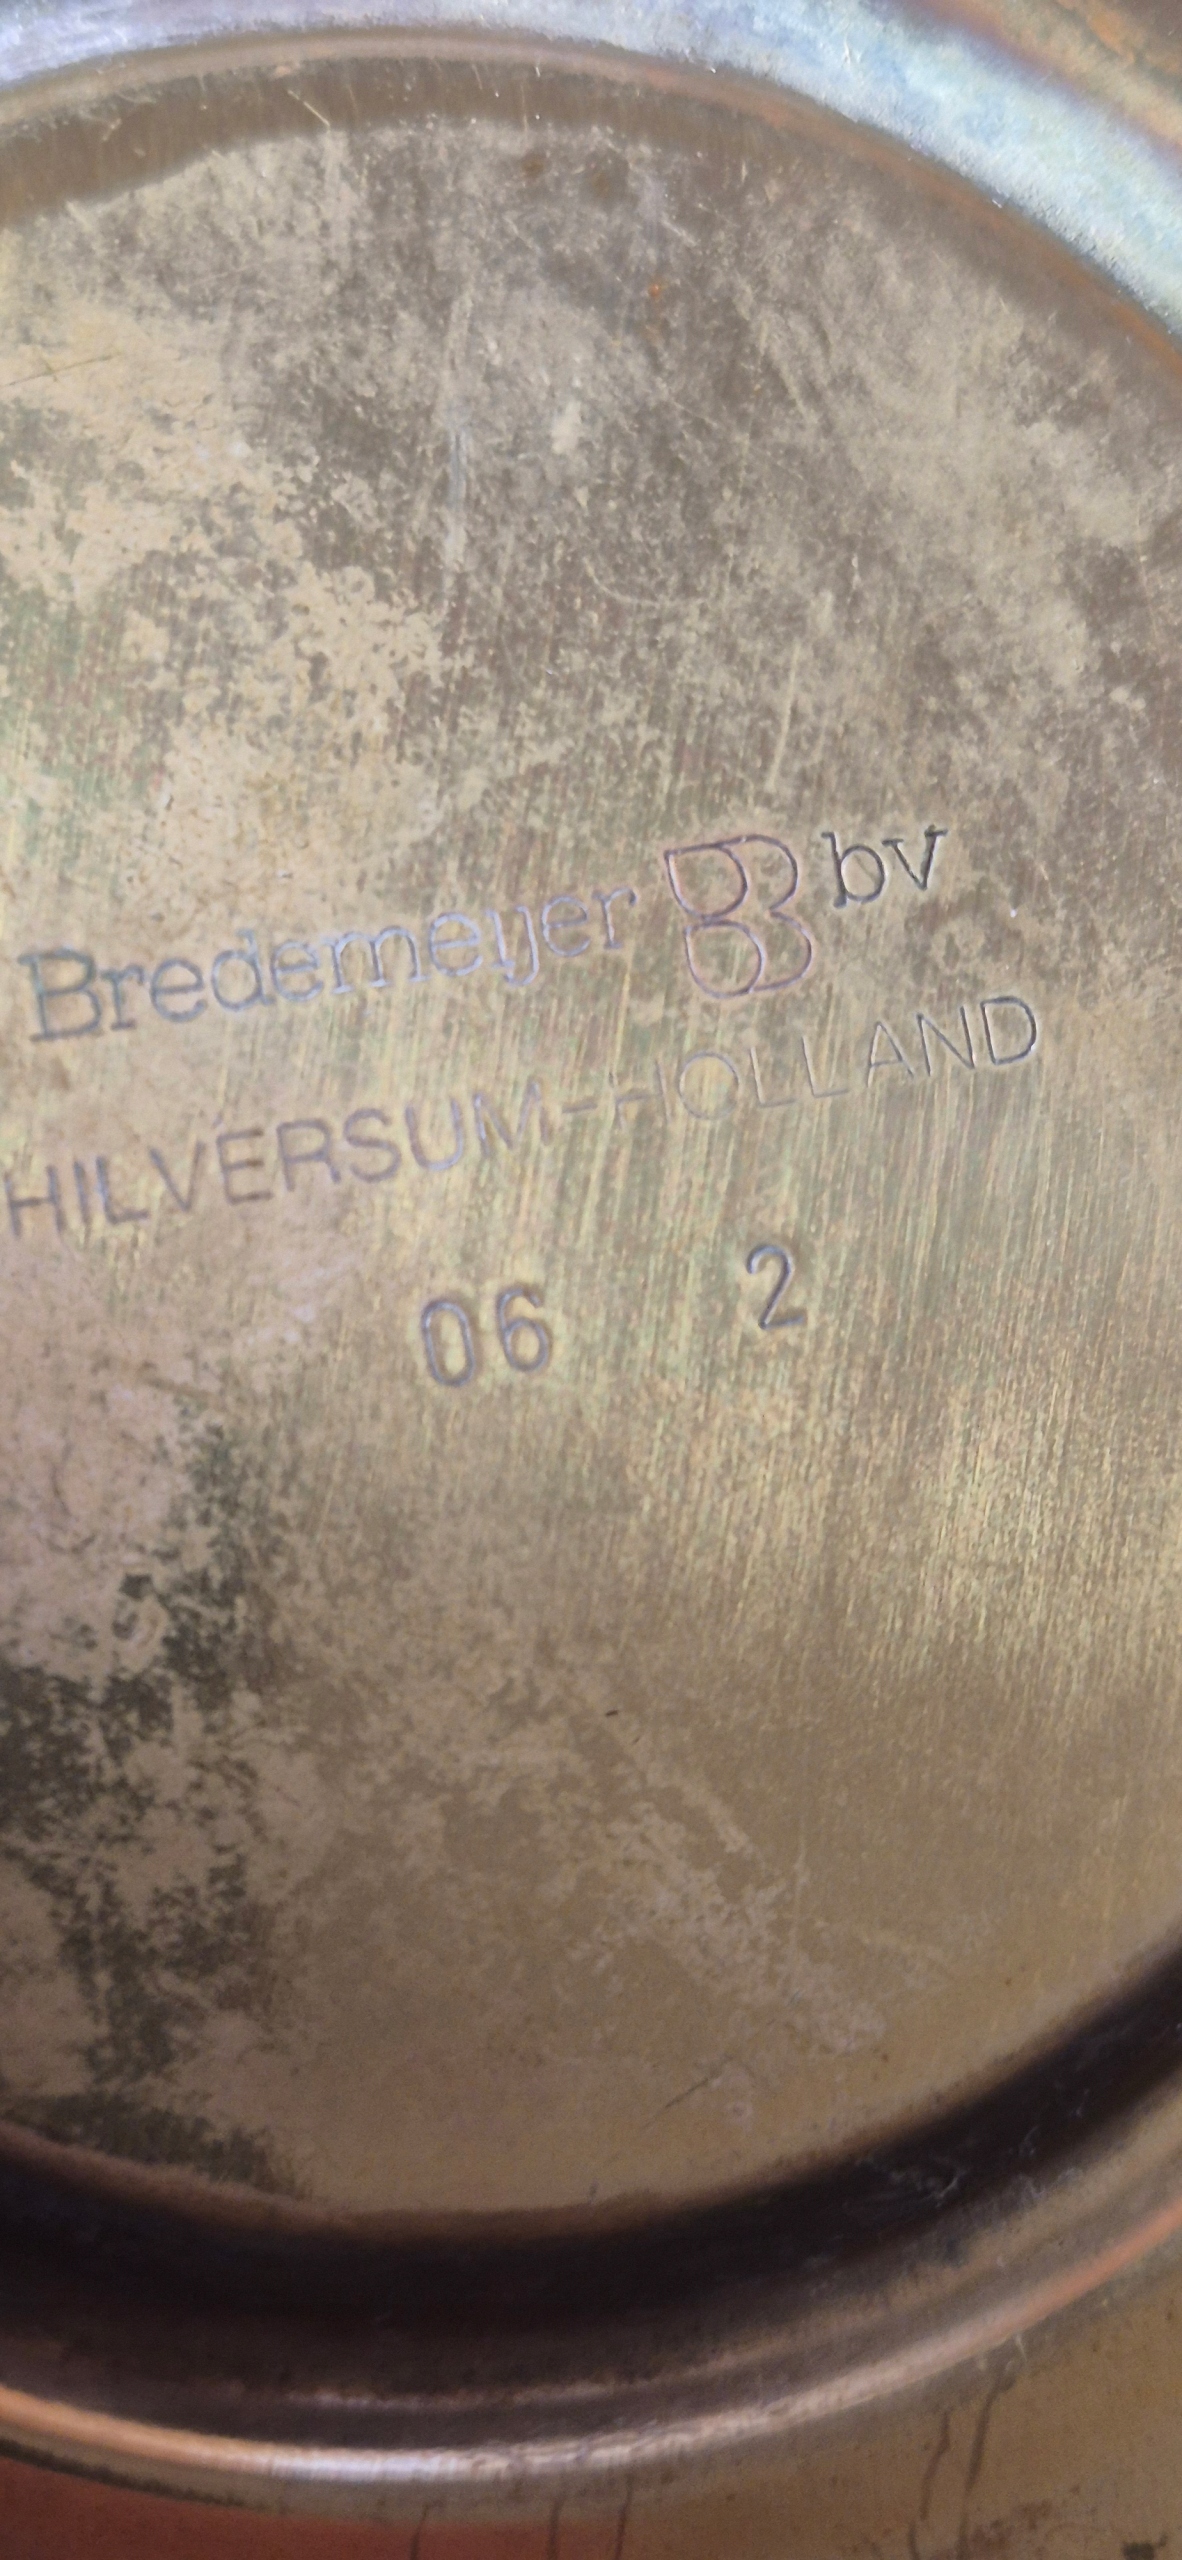 Bredemeijer B bv
HILVERSUM-HOLLAND
06 2